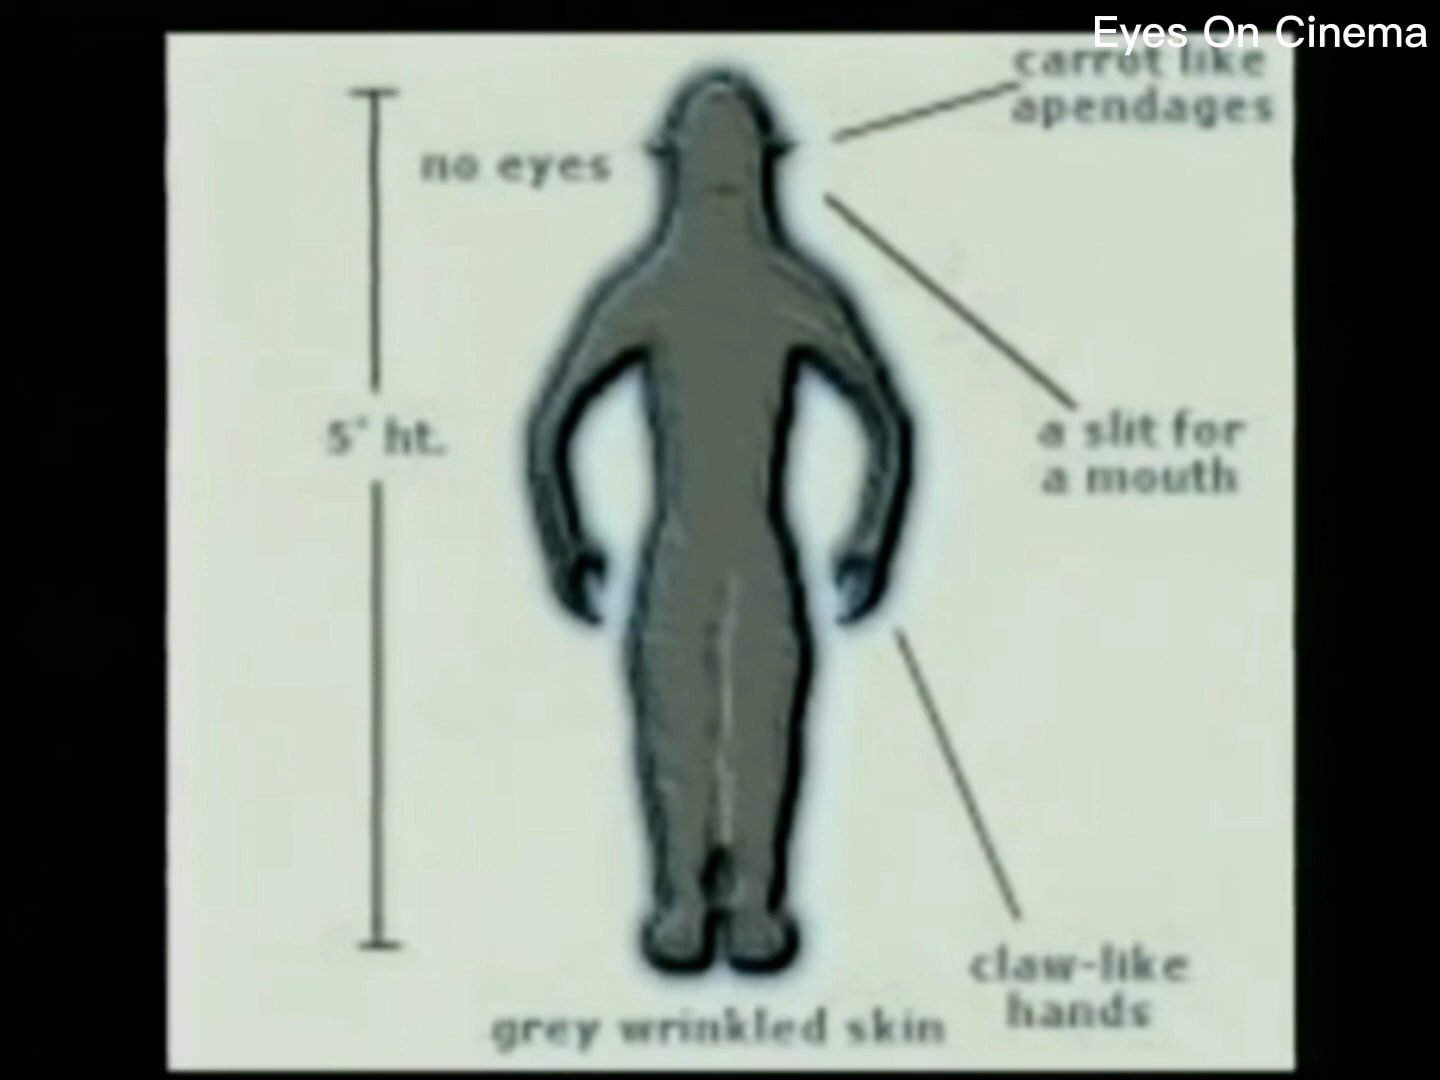 Eyes On Cinema
carrot like
apendages
no eyes
5' ht.
a slit for
a mouth
claw-like
hands
grey wrinkled skin